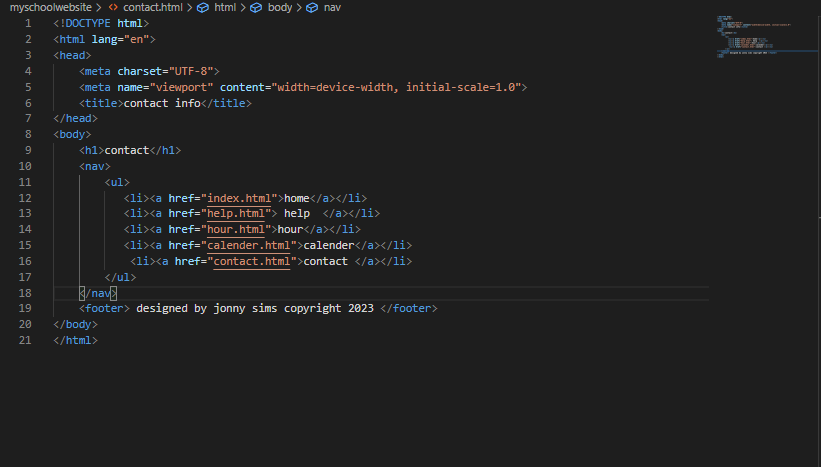 myschoolwebsite > contact.html > html > body > nav
1 <!DOCTYPE html>
2 <html lang="en">
3 <head>
4     <meta charset="UTF-8">
5     <meta name="viewport" content="width=device-width, initial-scale=1.0">
6     <title>contact info</title>
7 </head>
8 <body>
9     <h1>contact</h1>
10     <nav>
11         <ul>
12            <li><a href="index.html">home</a></li>
13            <li><a href="help.html"> help  </a></li>
14            <li><a href="hour.html">hour</a></li>
15            <li><a href="calender.html">calender</a></li>
16             <li><a href="contact.html">contact </a></li>
17         </ul>
18     </nav>
19     <footer> designed by jonny sims copyright 2023 </footer>
20 </body>
21 </html>